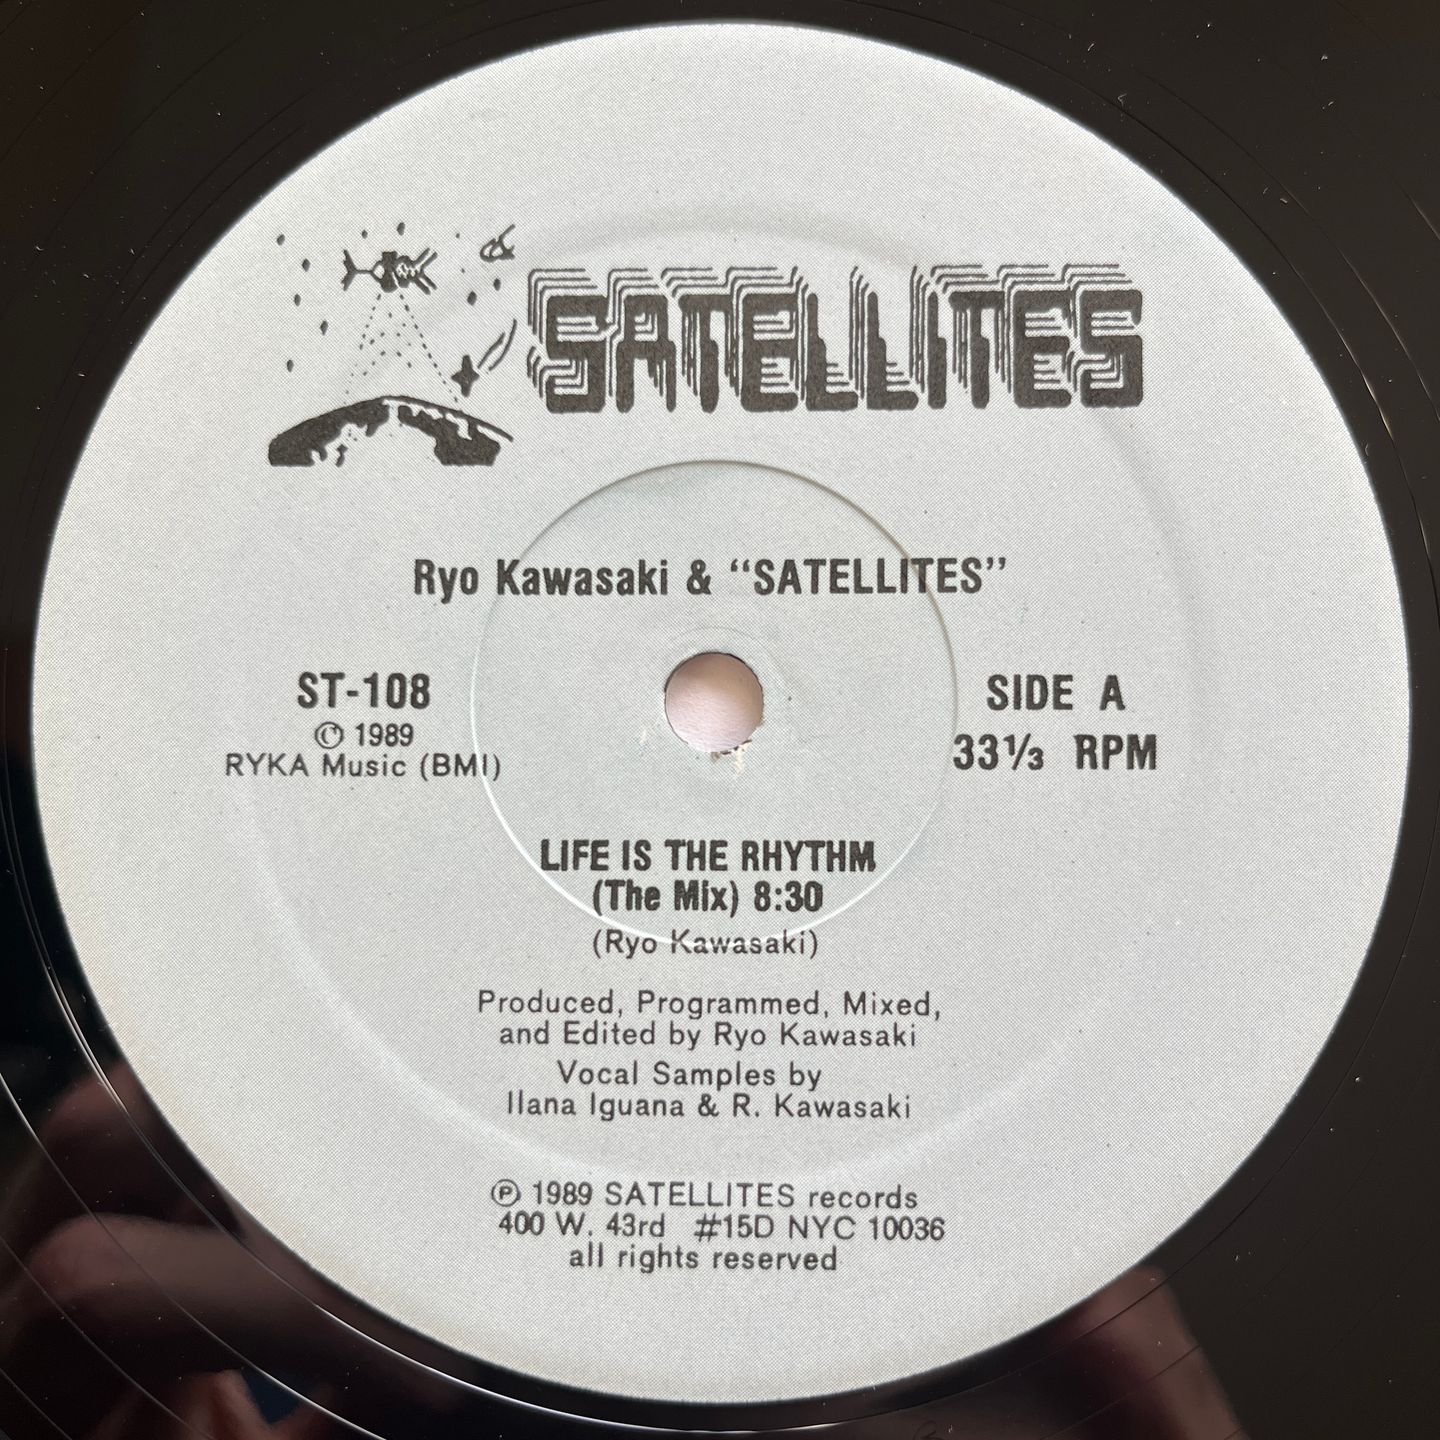 SATELLITES
Ryo Kawasaki & “SATELLITES”
ST-108
© 1989
RYKA Music (BMI)
SIDE A
33⅓ RPM
LIFE IS THE RHYTHM
(The Mix) 8:30
(Ryo Kawasaki)
Produced, Programmed, Mixed,
and Edited by Ryo Kawasaki
Vocal Samples by
Ilana Iguana & R. Kawasaki
℗ 1989 SATELLITES records
400 W. 43rd #15D NYC 10036
all rights reserved